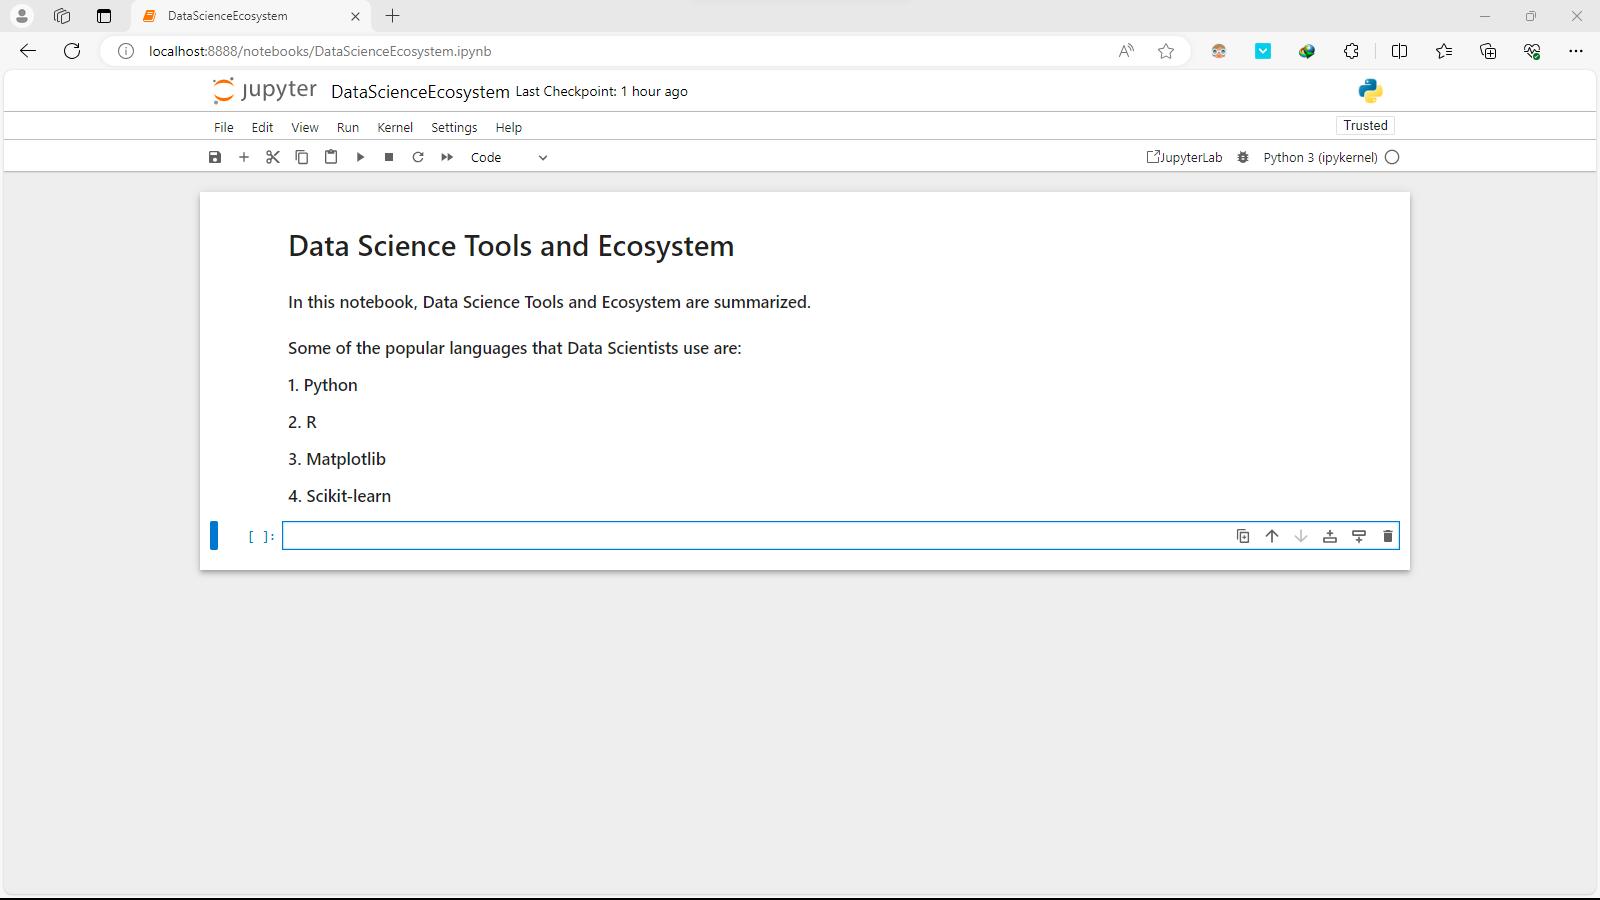 DataScienceEcosystem
localhost:8888/notebooks/DataScienceEcosystem.ipynb
jupyter DataScienceEcosystem Last Checkpoint: 1 hour ago
File Edit View Run Kernel Settings Help Trusted
Code JupyterLab Python 3 (ipykernel)
Data Science Tools and Ecosystem
In this notebook, Data Science Tools and Ecosystem are summarized.
Some of the popular languages that Data Scientists use are:
1. Python
2. R
3. Matplotlib
4. Scikit-learn
[ ]: